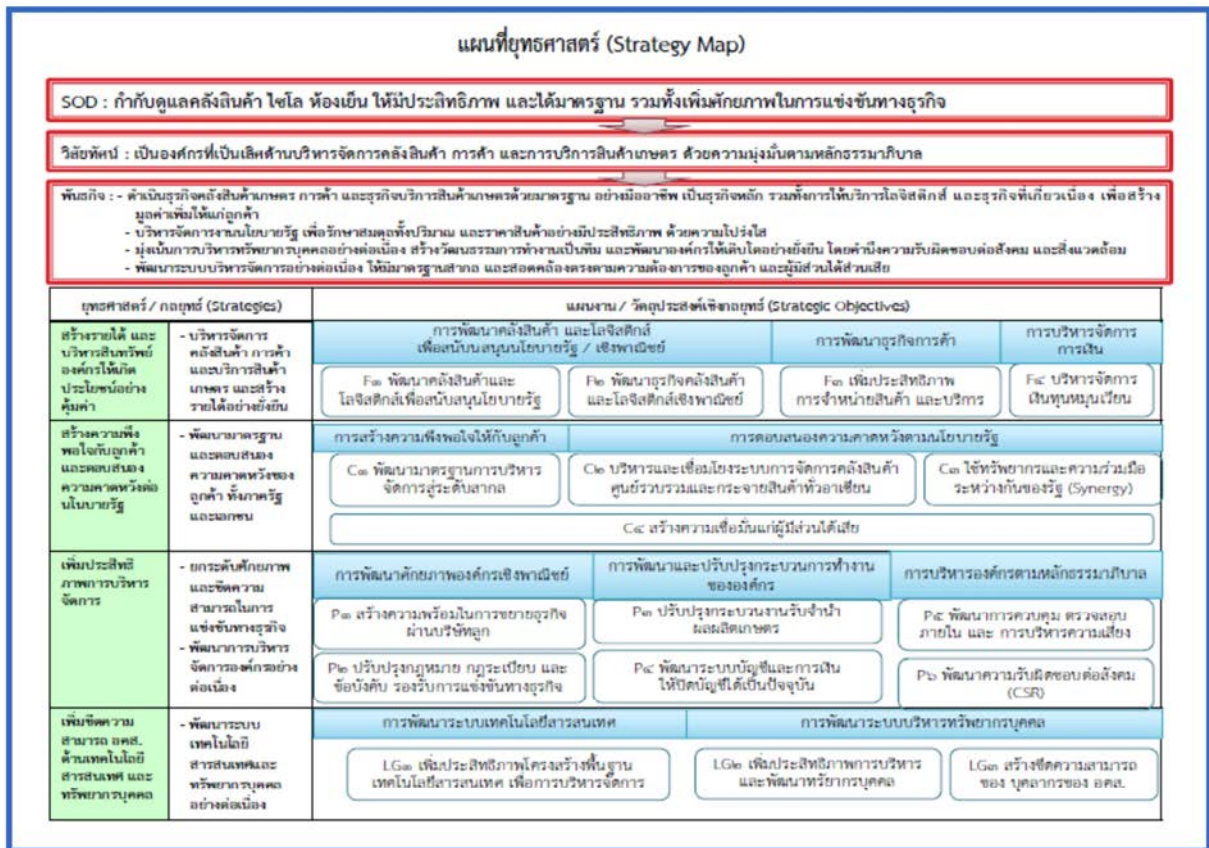 แผนที่ยุทธศาสตร์ (Strategy Map)
SOD : กำกับดูแลคลังสินค้า ไซโล ห้องเย็น ให้มีประสิทธิภาพ และได้มาตรฐาน รวมทั้งเพิ่มศักยภาพในการแข่งขันทางธุรกิจ
วิสัยทัศน์ : เป็นองค์กรที่เป็นเลิศด้านบริหารจัดการคลังสินค้า การค้า และการบริการสินค้าเกษตร ด้วยความมุ่งมั่นตามหลักธรรมาภิบาล
พันธกิจ : - ดำเนินธุรกิจคลังสินค้าเกษตร การค้า และธุรกิจบริการสินค้าเกษตรด้วยมาตรฐาน อย่างมืออาชีพ เป็นธุรกิจหลัก รวมทั้งการให้บริการโลจิสติกส์ และธุรกิจที่เกี่ยวเนื่อง เพื่อสร้าง
มูลค่าเพิ่มให้แก่ลูกค้า
- บริหารจัดการงานนโยบายรัฐ เพื่อรักษาสมดุลทั้งปริมาณ และราคาสินค้าอย่างมีประสิทธิภาพ ด้วยความโปร่งใส
- มุ่งเน้นการบริหารทรัพยากรบุคคลอย่างต่อเนื่อง สร้างวัฒนธรรมการทำงานเป็นทีม และพัฒนาองค์กรให้เติบโตอย่างยั่งยืน โดยคำนึงความรับผิดชอบต่อสังคม และสิ่งแวดล้อม
- พัฒนาระบบบริหารจัดการอย่างต่อเนื่อง ให้มีมาตรฐานสากล และสอดคล้องตรงตามความต้องการของลูกค้า และผู้มีส่วนได้ส่วนเสีย
ยุทธศาสตร์ / กลยุทธ์ (Strategies)
แผนงาน / วัตถุประสงค์เชิงกลยุทธ์ (Strategic Objectives)
สร้างรายได้ และ
บริหารสินทรัพย์
องค์กรให้เกิด
ประโยชน์อย่าง
คุ้มค่า
- บริหารจัดการ
คลังสินค้า การค้า
และบริการสินค้า
เกษตร และสร้าง
รายได้อย่างยั่งยืน
การพัฒนาคลังสินค้า และโลจิสติกส์
เพื่อสนับสนุนนโยบายรัฐ / เชิงพาณิชย์
การพัฒนาธุรกิจการค้า
การบริหารจัดการ
การเงิน
F๑ พัฒนาคลังสินค้าและ
โลจิสติกส์เพื่อสนับสนุนนโยบายรัฐ
F๒ พัฒนาธุรกิจคลังสินค้า
และโลจิสติกส์เชิงพาณิชย์
F๓ เพิ่มประสิทธิภาพ
การจำหน่ายสินค้า และบริการ
F๔ บริหารจัดการ
เงินทุนหมุนเวียน
สร้างความพึง
พอใจกับลูกค้า
และตอบสนอง
ความคาดหวังต่อ
นโยบายรัฐ
- พัฒนามาตรฐาน
และตอบสนอง
ความคาดหวังของ
ลูกค้า ทั้งภาครัฐ
และเอกชน
การสร้างความพึงพอใจให้กับลูกค้า
การตอบสนองความคาดหวังตามนโยบายรัฐ
C๑ พัฒนามาตรฐานการบริหาร
จัดการสู่ระดับสากล
C๒ บริหารและเชื่อมโยงระบบการจัดการคลังสินค้า
ศูนย์รวบรวมและกระจายสินค้าทั่วอาเซียน
C๓ ใช้ทรัพยากรและความร่วมมือ
ระหว่างกันของรัฐ (Synergy)
C๔ สร้างความเชื่อมั่นแก่ผู้มีส่วนได้เสีย
เพิ่มประสิทธิ
ภาพการบริหาร
จัดการ
- ยกระดับศักยภาพ
และขีดความ
สามารถในการ
แข่งขันทางธุรกิจ
- พัฒนาการบริหาร
จัดการองค์กรอย่าง
ต่อเนื่อง
การพัฒนาศักยภาพองค์กรเชิงพาณิชย์
การพัฒนาและปรับปรุงกระบวนการทำงาน
ขององค์กร
การบริหารองค์กรตามหลักธรรมาภิบาล
P๑ สร้างความพร้อมในการขยายธุรกิจ
ผ่านบริษัทลูก
P๓ ปรับปรุงกระบวนงานรับจำนำ
ผลผลิตเกษตร
P๕ พัฒนาการควบคุม ตรวจสอบ
ภายใน และ การบริหารความเสี่ยง
P๒ ปรับปรุงกฎหมาย กฎระเบียบ และ
ข้อบังคับ รองรับการแข่งขันทางธุรกิจ
P๔ พัฒนาระบบบัญชีและการเงิน
ให้ปิดบัญชีได้เป็นปัจจุบัน
P๖ พัฒนาความรับผิดชอบต่อสังคม
(CSR)
เพิ่มขีดความ
สามารถ อคส.
ด้านเทคโนโลยี
สารสนเทศ และ
ทรัพยากรบุคคล
- พัฒนาระบบ
เทคโนโลยี
สารสนเทศและ
ทรัพยากรบุคคล
อย่างต่อเนื่อง
การพัฒนาระบบเทคโนโลยีสารสนเทศ
การพัฒนาระบบบริหารทรัพยากรบุคคล
LG๑ เพิ่มประสิทธิภาพโครงสร้างพื้นฐาน
เทคโนโลยีสารสนเทศ เพื่อการบริหารจัดการ
LG๒ เพิ่มประสิทธิภาพการบริหาร
และพัฒนาทรัยากรบุคคล
LG๓ สร้างขีดความสามารถ
ของ บุคลากรของ อคส.